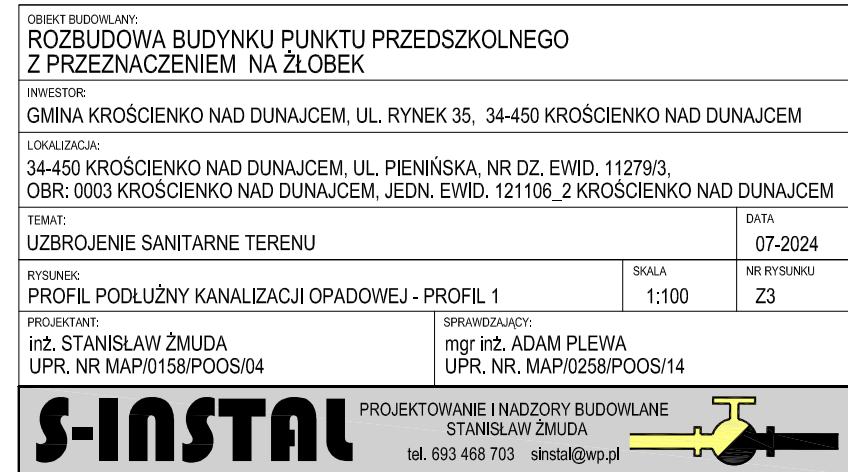 OBIEKT BUDOWLANY:
ROZBUDOWA BUDYNKU PUNKTU PRZEDSZKOLNEGO
Z PRZEZNACZENIEM NA ŻŁOBEK
INWESTOR:
GMINA KROŚCIENKO NAD DUNAJCEM, UL. RYNEK 35, 34-450 KROŚCIENKO NAD DUNAJCEM
LOKALIZACJA:
34-450 KROŚCIENKO NAD DUNAJCEM, UL. PIENIŃSKA, NR DZ. EWID. 11279/3,
OBR: 0003 KROŚCIENKO NAD DUNAJCEM, JEDN. EWID. 121106_2 KROŚCIENKO NAD DUNAJCEM
TEMAT:
UZBROJENIE SANITARNE TERENU
DATA
07-2024
RYSUNEK:
PROFIL PODŁUŻNY KANALIZACJI OPADOWEJ - PROFIL 1
SKALA
1:100
NR RYSUNKU
Z3
PROJEKTANT:
inż. STANISŁAW ŻMUDA
UPR. NR MAP/0158/POOS/04
SPRAWDZAJĄCY:
mgr inż. ADAM PLEWA
UPR. NR. MAP/0258/POOS/14
S-INSTAL
PROJEKTOWANIE I NADZORY BUDOWLANE
STANISŁAW ŻMUDA
tel. 693 468 703 sinstal@wp.pl